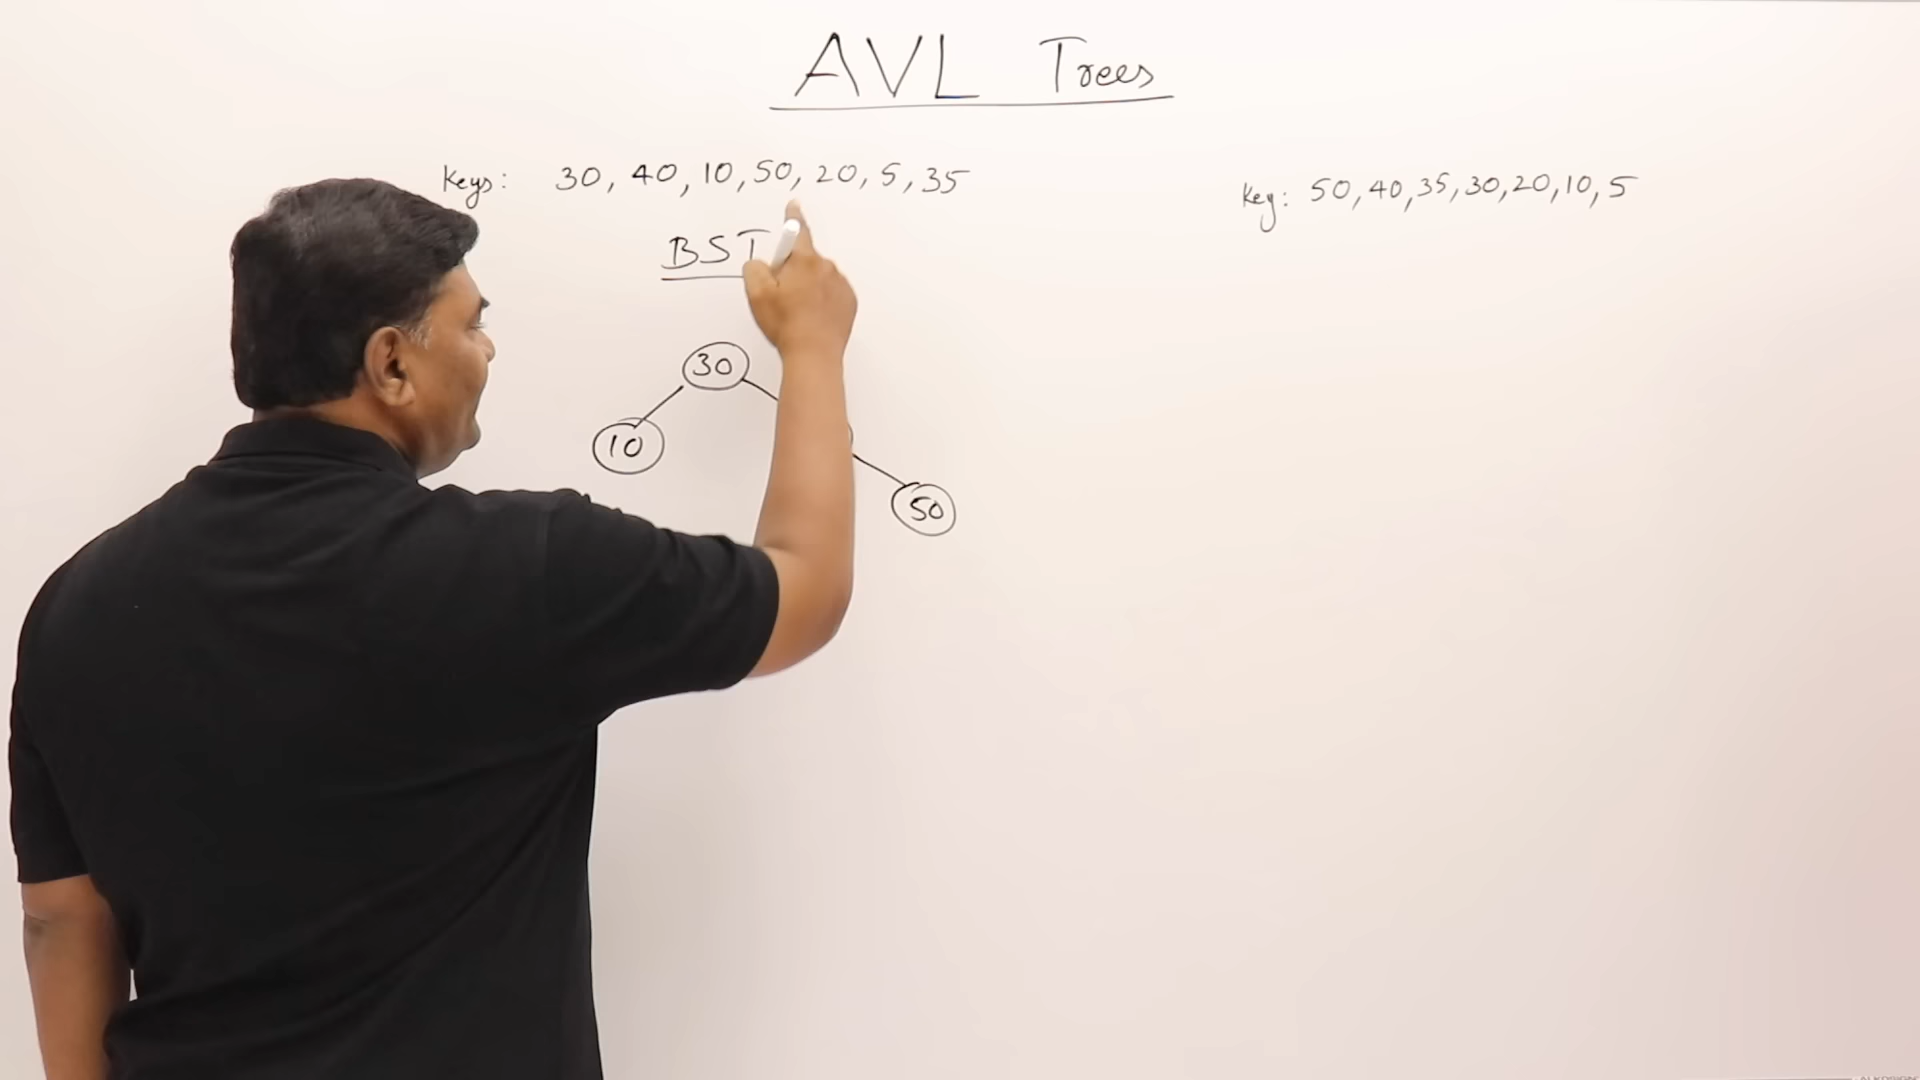 AVL Trees
Keys: 30, 40, 10, 50, 20, 5, 35
Key: 50, 40, 35, 30, 20, 10, 5
BST
30
10
50